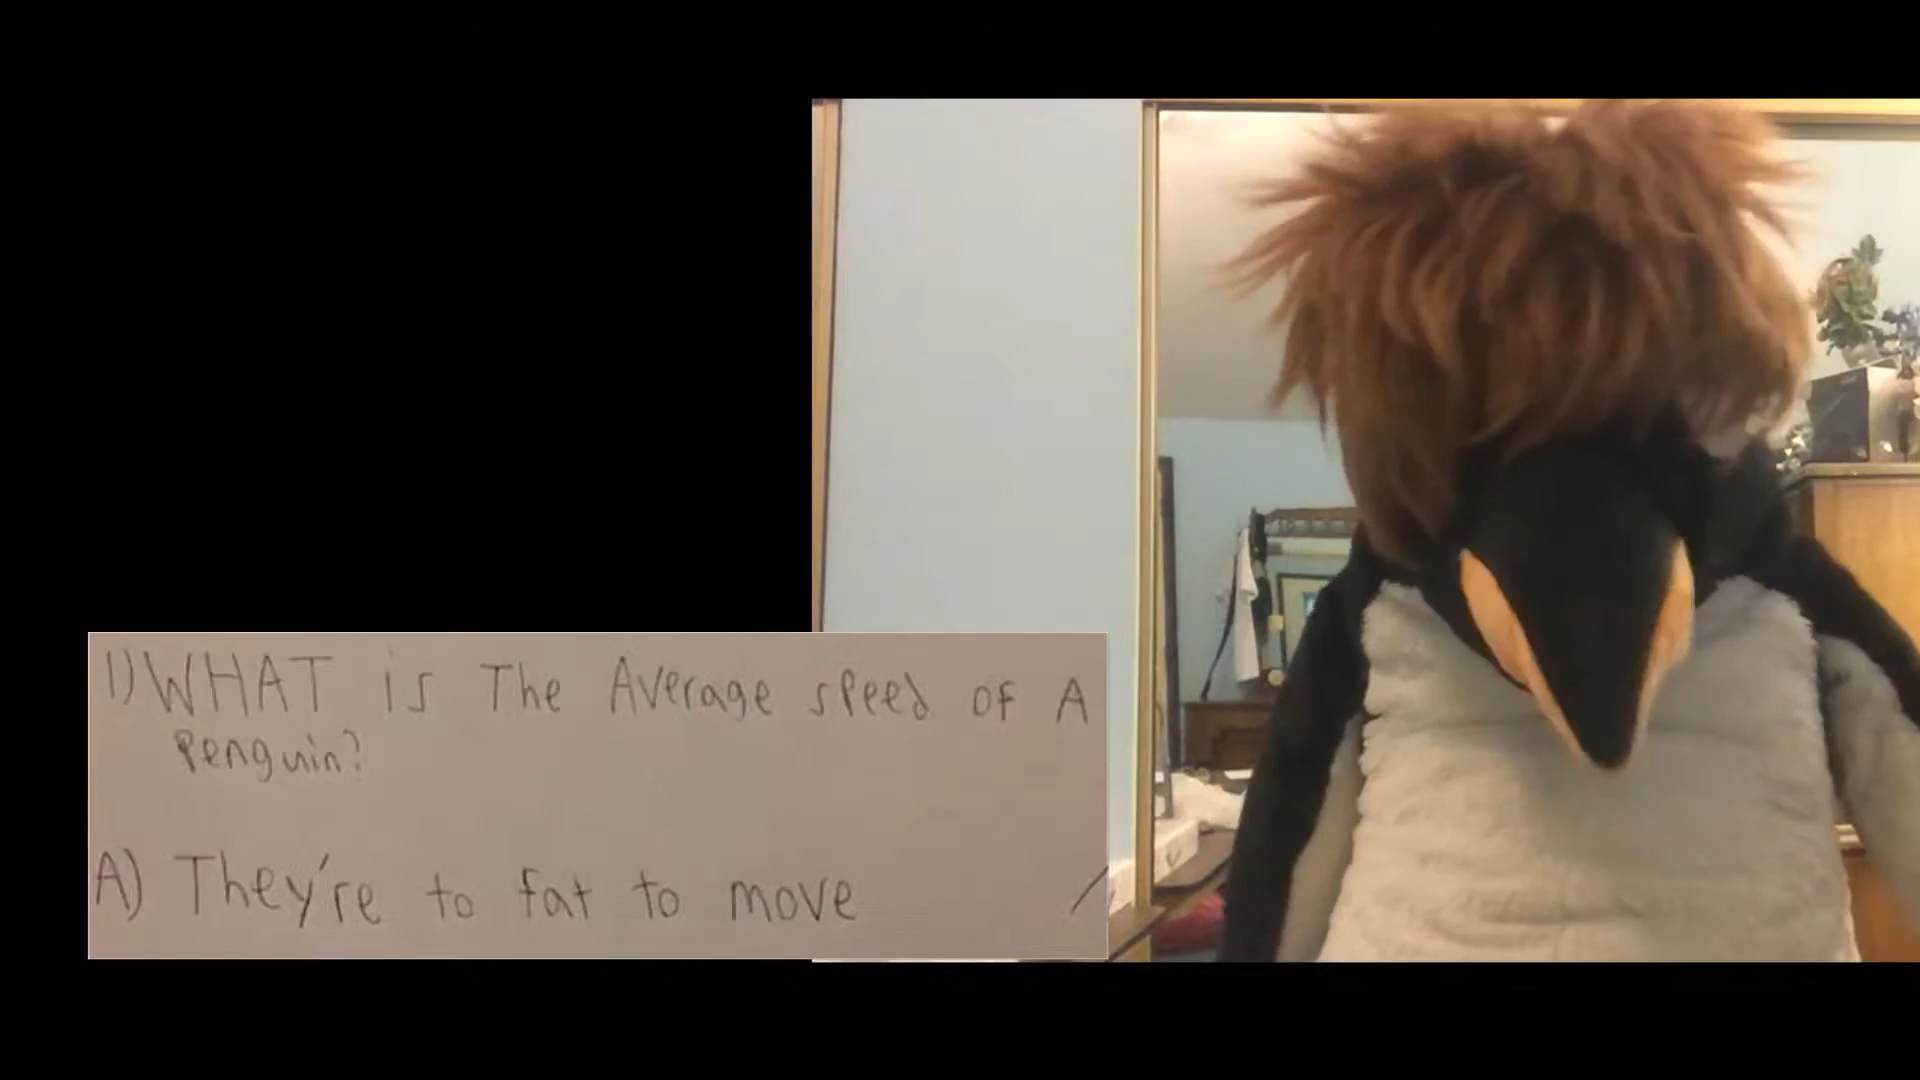 1) WHAT is The Average speed of A
Penguin?
A) They're to fat to move